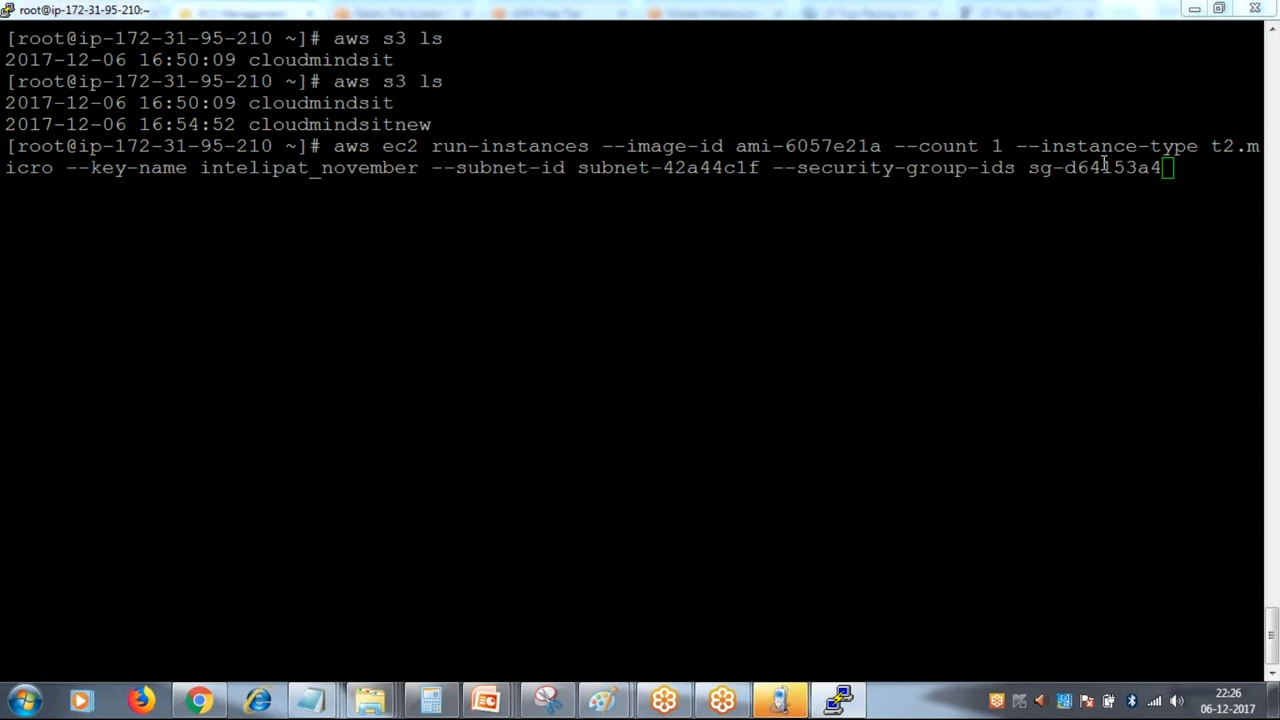 root@ip-172-31-95-210:~
[root@ip-172-31-95-210 ~]# aws s3 ls
2017-12-06 16:50:09 cloudmindsit
[root@ip-172-31-95-210 ~]# aws s3 ls
2017-12-06 16:50:09 cloudmindsit
2017-12-06 16:54:52 cloudmindsitnew
[root@ip-172-31-95-210 ~]# aws ec2 run-instances --image-id ami-6057e21a --count 1 --instance-type t2.m
icro --key-name intelipat_november --subnet-id subnet-42a44c1f --security-group-ids sg-d64153a4
22:26
06-12-2017